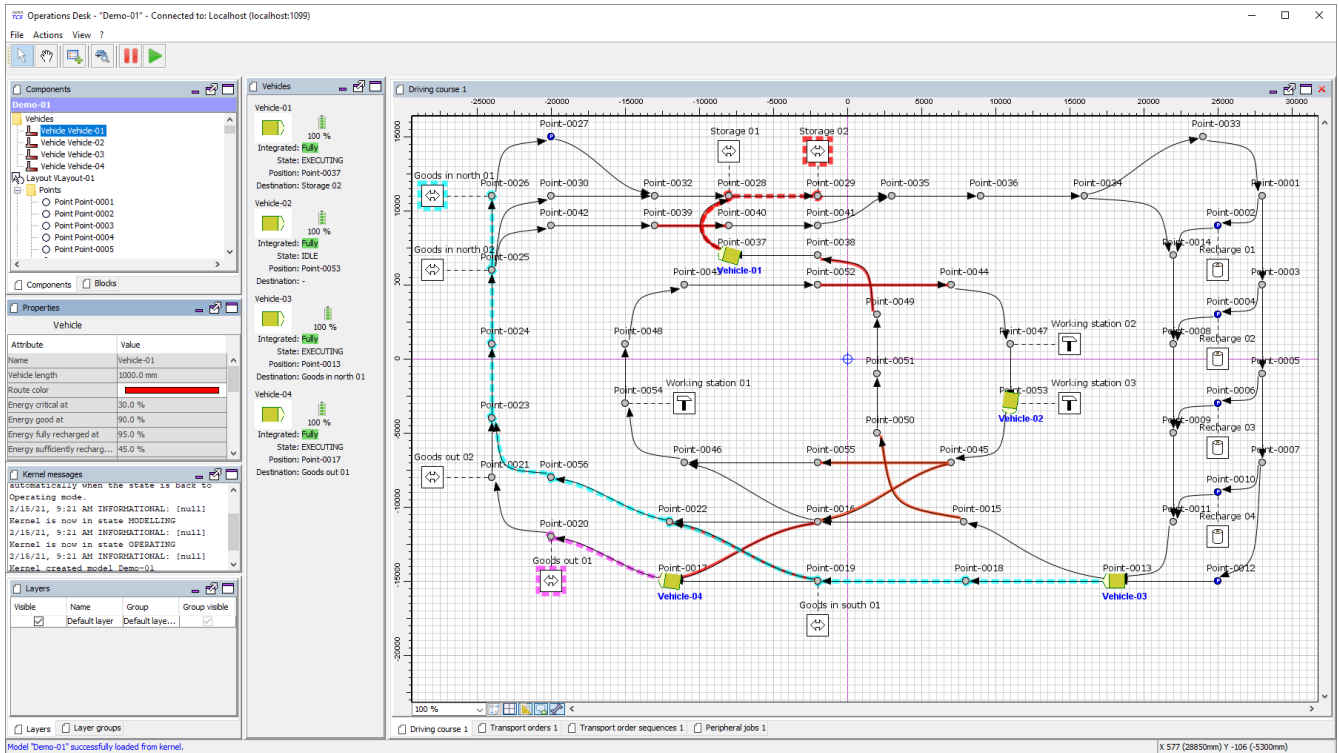 open TCS Operations Desk - "Demo-01" - Connected to: Localhost (localhost:1099)
File Actions View ?
Components
Demo-01
Vehicles
Vehicle Vehicle-01
Vehicle Vehicle-02
Vehicle Vehicle-03
Vehicle Vehicle-04
Layout VLayout-01
Points
Point Point-0001
Point Point-0002
Point Point-0003
Point Point-0004
Point Point-0005
Components Blocks
Properties
Vehicle
Attribute Value
Name Vehicle-01
Vehicle length 1000.0 mm
Route color
Energy critical at 30.0 %
Energy good at 90.0 %
Energy fully recharged at 95.0 %
Energy sufficiently recharg... 45.0 %
Kernel messages
automatically when the state is back to
Operating mode.
2/15/21, 9:21 AM INFORMATIONAL: [null]
Kernel is now in state MODELLING
2/15/21, 9:21 AM INFORMATIONAL: [null]
Kernel is now in state OPERATING
2/15/21, 9:21 AM INFORMATIONAL: [null]
Kernel created model Demo-01
Layers
Visible Name Group Group visible
Default layer Default laye...
Layers Layer groups
Vehicles
Vehicle-01
100 %
Integrated: Fully
State: EXECUTING
Position: Point-0037
Destination: Storage 02
Vehicle-02
100 %
Integrated: Fully
State: IDLE
Position: Point-0053
Destination: -
Vehicle-03
100 %
Integrated: Fully
State: EXECUTING
Position: Point-0013
Destination: Goods in north 01
Vehicle-04
100 %
Integrated: Fully
State: EXECUTING
Position: Point-0017
Destination: Goods out 01
Driving course 1
-25000 -20000 -15000 -10000 -5000 0 5000 10000 15000 20000 25000 30000
15000
10000
0
-5000
-10000
-15000
-20000
Point-0027 Storage 01 Storage 02 Point-0033
Goods in north 01 Point-0026 Point-0030 Point-0032 Point-0028 Point-0029 Point-0035 Point-0036 Point-0034 Point-0001
Point-0042 Point-0039 Point-0040 Point-0041 Point-0002
Goods in north 02 Point-0025 Point-0037 Point-0038 Point-0014 Recharge 01
Vehicle-01
Point-0052 Point-0044 Point-0003
Point-0049 Point-0004
Point-0024 Point-0048 Point-0047 Working station 02 Point-0008 Recharge 02
Point-0051 Point-0005
Point-0054 Working station 01 Point-0053 Working station 03 Point-0006
Vehicle-02
Point-0023 Point-0050 Point-0009 Recharge 03
Goods out 02 Point-0021 Point-0056 Point-0046 Point-0055 Point-0045 Point-0007
Point-0010
Point-0022 Point-0016 Point-0015 Point-0011 Recharge 04
Point-0020
Goods out 01 Point-0017 Point-0019 Point-0018 Point-0013 Point-0012
Vehicle-04 Vehicle-03
Goods in south 01
100 %
Driving course 1 Transport orders 1 Transport order sequences 1 Peripheral jobs 1
Model "Demo-01" successfully loaded from kernel. X 577 (28850mm) Y -106 (-5300mm)